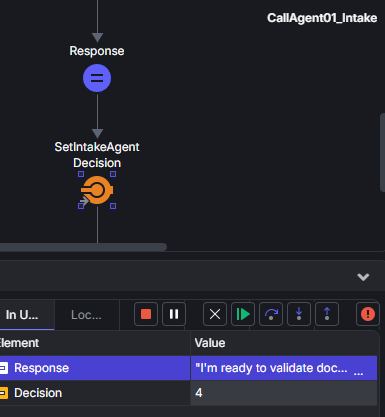 CallAgent01_Intake
Response
SetIntakeAgent
Decision
In U...
Loc...
Element
Value
Response
"I'm ready to validate doc... ...
Decision
4